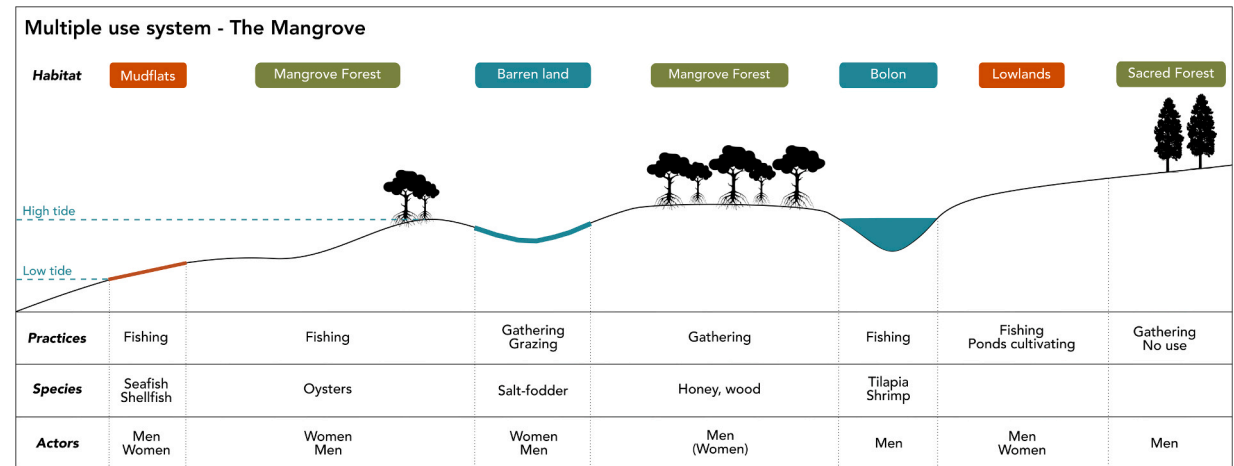 Multiple use system - The Mangrove
Habitat Mudflats Mangrove Forest Barren land Mangrove Forest Bolon Lowlands Sacred Forest
High tide
Low tide
Practices Fishing Fishing Gathering Grazing Gathering Fishing Fishing Ponds cultivating Gathering No use
Species Seafish Shellfish Oysters Salt-fodder Honey, wood Tilapia Shrimp
Actors Men Women Women Men Women Men Men (Women) Men Men Women Men